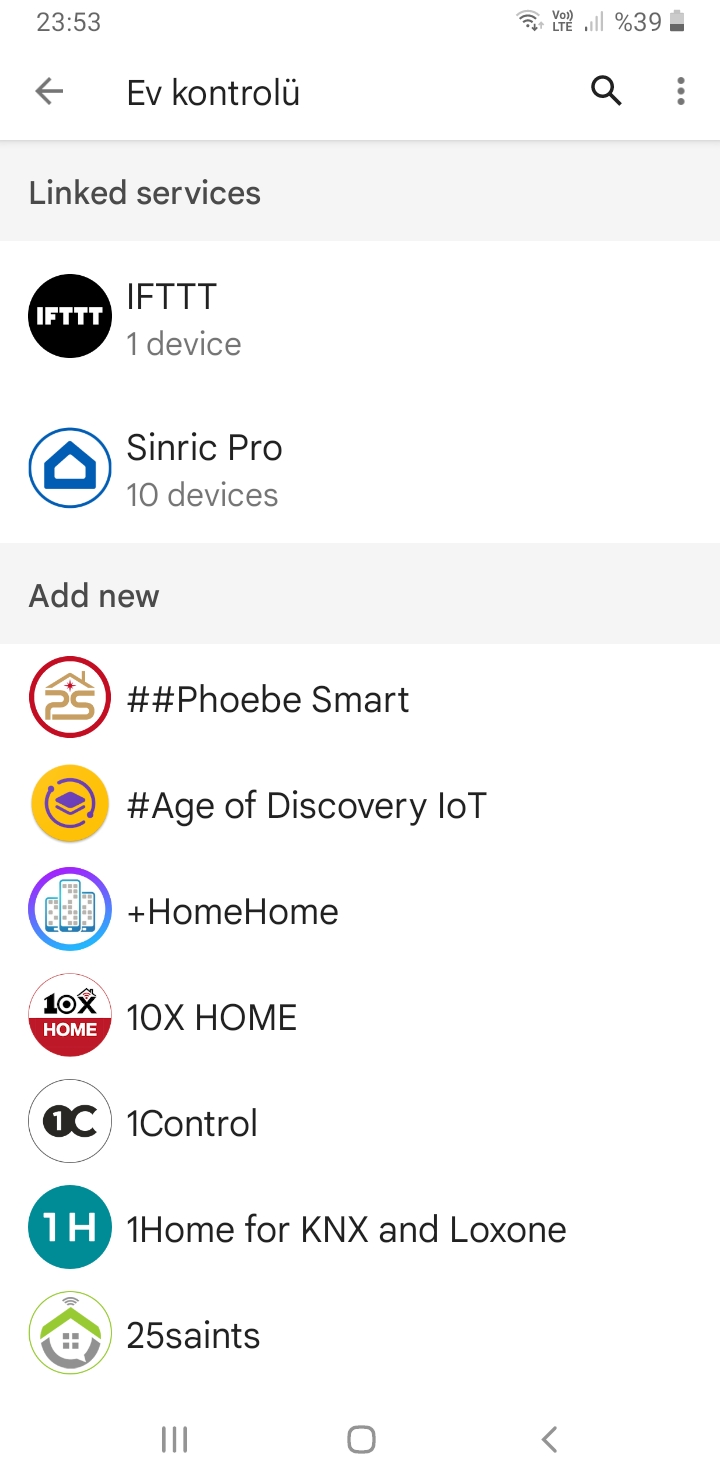 23:53
Vo))
LTE
%39
Ev kontrolü
Linked services
IFTTT
IFTTT
1 device
Sinric Pro
10 devices
Add new
PS
##Phoebe Smart
#Age of Discovery IoT
+HomeHome
10X
HOME
10X HOME
1C
1Control
1H
1Home for KNX and Loxone
25saints